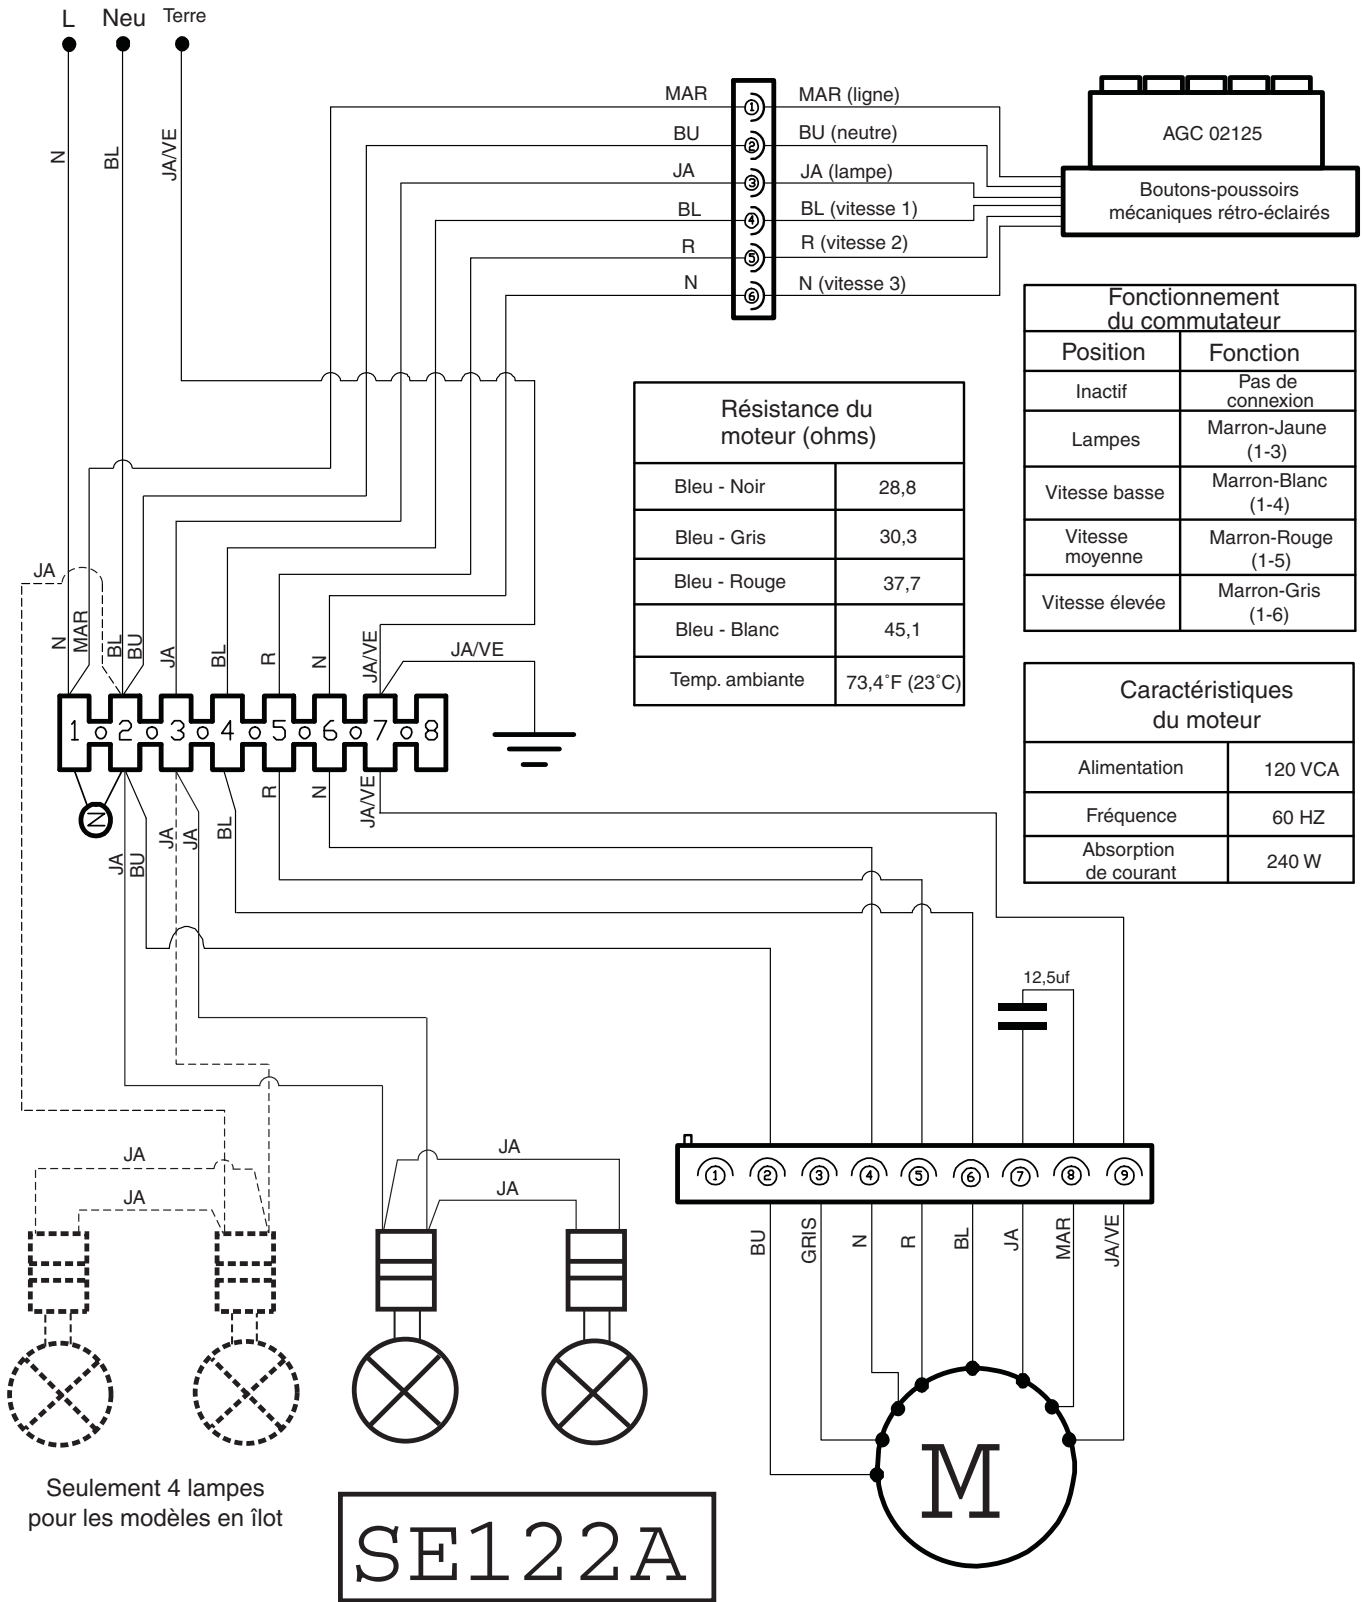 L Neu Terre
N
BL
JA/VE
MAR
BU
JA
BL
R
N
1
2
3
4
5
6
MAR (ligne)
BU (neutre)
JA (lampe)
BL (vitesse 1)
R (vitesse 2)
N (vitesse 3)
AGC 02125
Boutons-poussoirs
mécaniques rétro-éclairés
Fonctionnement
du commutateur
Position Fonction
Inactif Pas de connexion
Lampes Marron-Jaune (1-3)
Vitesse basse Marron-Blanc (1-4)
Vitesse moyenne Marron-Rouge (1-5)
Vitesse élevée Marron-Gris (1-6)
Résistance du
moteur (ohms)
Bleu - Noir 28,8
Bleu - Gris 30,3
Bleu - Rouge 37,7
Bleu - Blanc 45,1
Temp. ambiante 73,4˚F (23˚C)
Caractéristiques
du moteur
Alimentation 120 VCA
Fréquence 60 HZ
Absorption de courant 240 W
JA
N
MAR
BL
BU
JA
BL
R
N
JA/VE
JA/VE
1 2 3 4 5 6 7 8
N
JA
BU
JA
JA
BL
R
N
JA/VE
12,5uf
JA
JA
JA
JA
1 2 3 4 5 6 7 8 9
BU
GRIS
N
R
BL
JA
MAR
JA/VE
M
Seulement 4 lampes
pour les modèles en îlot
SE122A